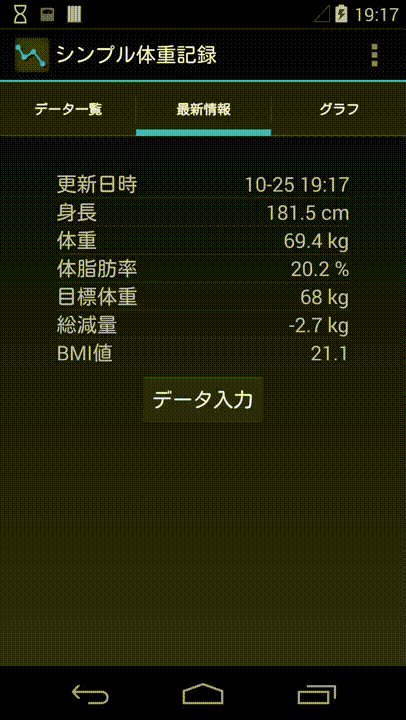 19:17
シンプル体重記録
データ一覧 最新情報 グラフ
更新日時 10-25 19:17
身長 181.5 cm
体重 69.4 kg
体脂肪率 20.2 %
目標体重 68 kg
総減量 -2.7 kg
BMI値 21.1
データ入力